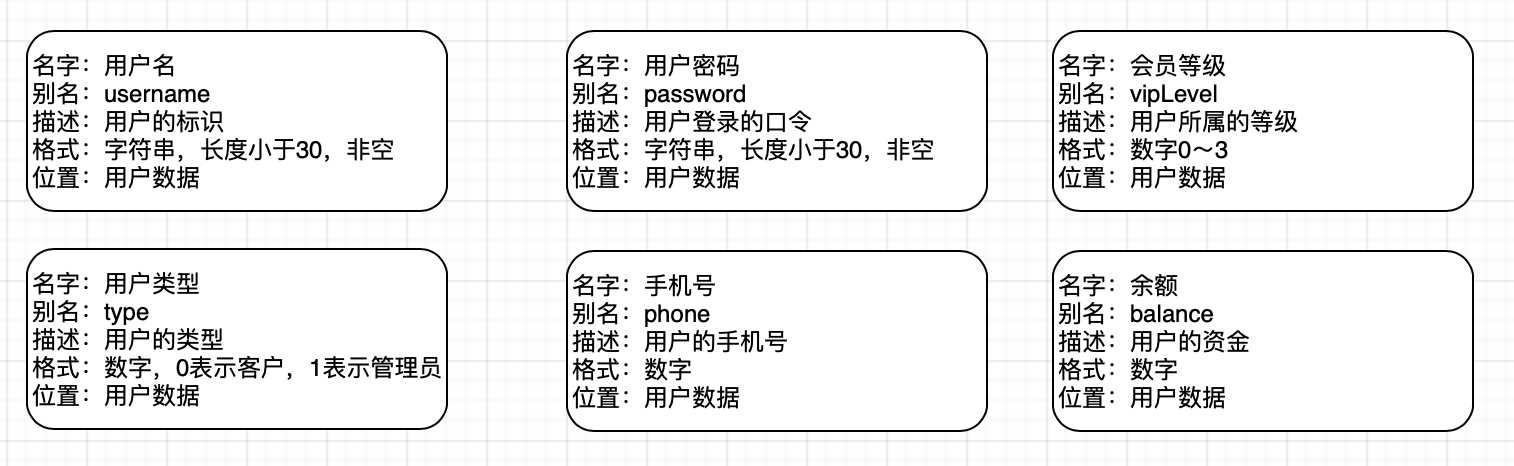 名字：用户名
别名：username
描述：用户的标识
格式：字符串，长度小于30，非空
位置：用户数据
名字：用户密码
别名：password
描述：用户登录的口令
格式：字符串，长度小于30，非空
位置：用户数据
名字：会员等级
别名：vipLevel
描述：用户所属的等级
格式：数字0～3
位置：用户数据
名字：用户类型
别名：type
描述：用户的类型
格式：数字，0表示客户，1表示管理员
位置：用户数据
名字：手机号
别名：phone
描述：用户的手机号
格式：数字
位置：用户数据
名字：余额
别名：balance
描述：用户的资金
格式：数字
位置：用户数据